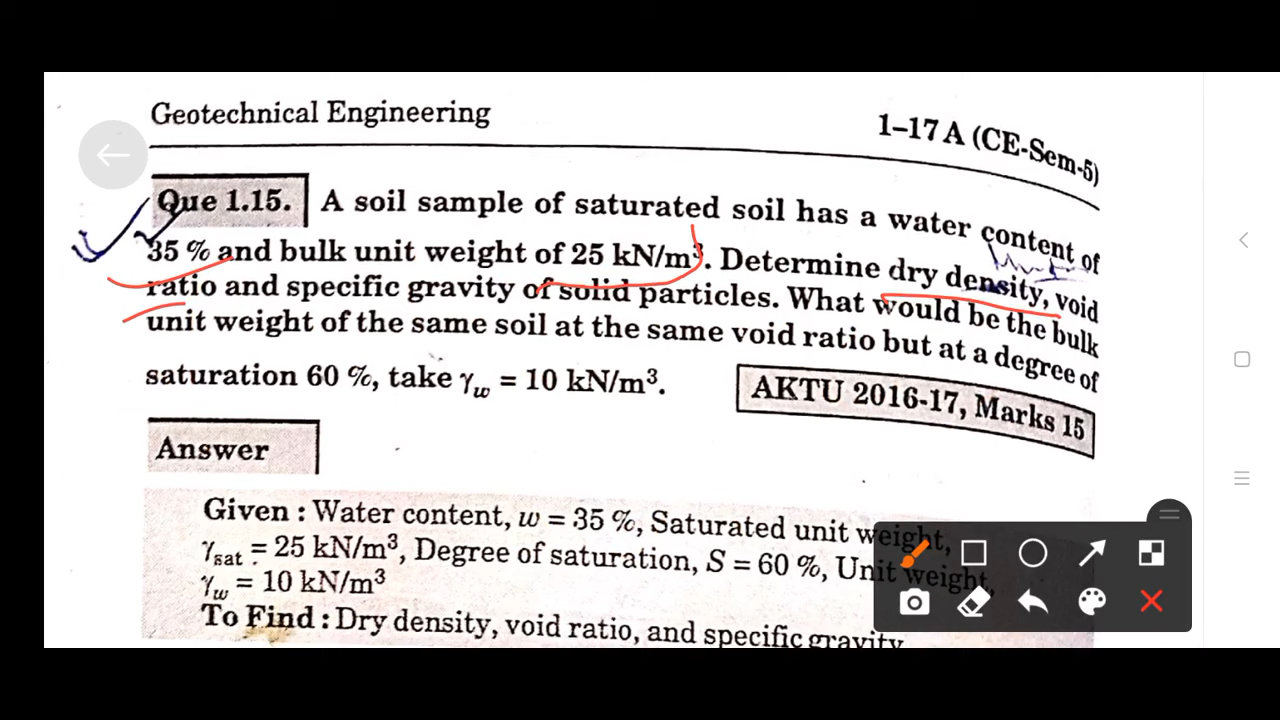 Geotechnical Engineering
1–17 A (CE-Sem-5)
Que 1.15. A soil sample of saturated soil has a water content of
35 % and bulk unit weight of 25 kN/m³. Determine dry density, void
ratio and specific gravity of solid particles. What would be the bulk
unit weight of the same soil at the same void ratio but at a degree of
saturation 60 %, take γw = 10 kN/m³.
AKTU 2016-17, Marks 15
Answer
Given : Water content, w = 35 %, Saturated unit weight,
γsat = 25 kN/m³, Degree of saturation, S = 60 %, Unit weight,
γw = 10 kN/m³
To Find : Dry density, void ratio, and specific gravity